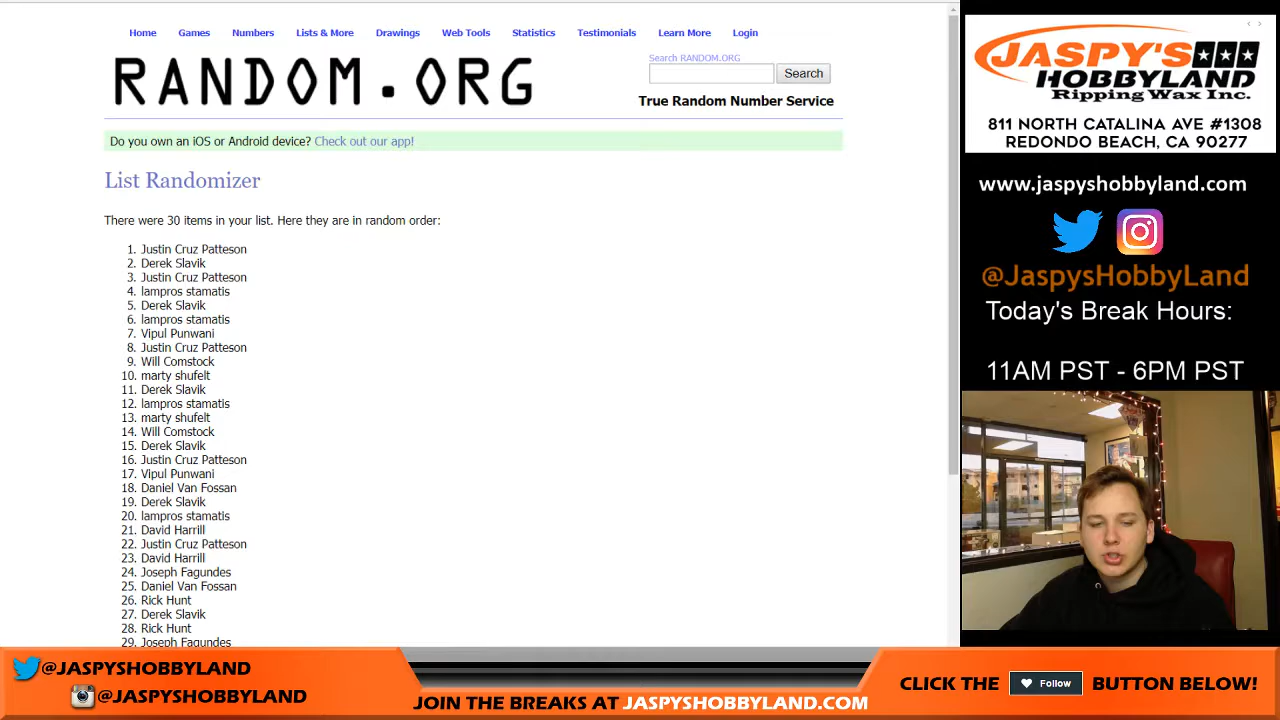 Home Games Numbers Lists & More Drawings Web Tools Statistics Testimonials Learn More Login
RANDOM.ORG
Search RANDOM.ORG
Search
True Random Number Service
Do you own an iOS or Android device? Check out our app!
List Randomizer
There were 30 items in your list. Here they are in random order:
1. Justin Cruz Patteson
2. Derek Slavik
3. Justin Cruz Patteson
4. lampros stamatis
5. Derek Slavik
6. lampros stamatis
7. Vipul Punwani
8. Justin Cruz Patteson
9. Will Comstock
10. marty shufelt
11. Derek Slavik
12. lampros stamatis
13. marty shufelt
14. Will Comstock
15. Derek Slavik
16. Justin Cruz Patteson
17. Vipul Punwani
18. Daniel Van Fossan
19. Derek Slavik
20. lampros stamatis
21. David Harrill
22. Justin Cruz Patteson
23. David Harrill
24. Joseph Fagundes
25. Daniel Van Fossan
26. Rick Hunt
27. Derek Slavik
28. Rick Hunt
29. Joseph Fagundes
JASPY'S
HOBBYLAND
Ripping Wax Inc.
811 NORTH CATALINA AVE #1308
REDONDO BEACH, CA 90277
www.jaspyshobbyland.com
@JaspysHobbyLand
Today's Break Hours:
11AM PST - 6PM PST
@JASPYSHOBBYLAND
@JASPYSHOBBYLAND
JOIN THE BREAKS AT JASPYSHOBBYLAND.COM
CLICK THE Follow BUTTON BELOW!